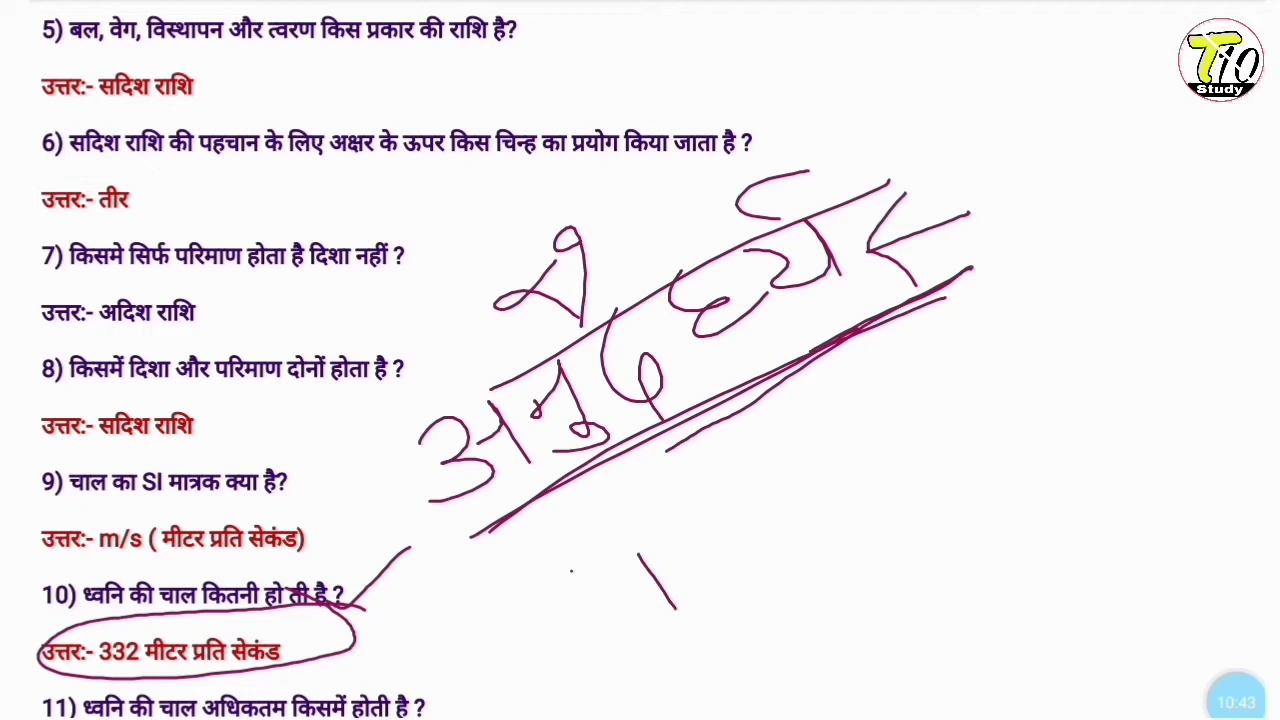 5) बल, वेग, विस्थापन और त्वरण किस प्रकार की राशि है?
T10
Study
उत्तर:- सदिश राशि
6) सदिश राशि की पहचान के लिए अक्षर के ऊपर किस चिन्ह का प्रयोग किया जाता है ?
उत्तर:- तीर
7) किसमे सिर्फ परिमाण होता है दिशा नहीं ?
उत्तर:- अदिश राशि
8) किसमें दिशा और परिमाण दोनों होता है ?
उत्तर:- सदिश राशि
9) चाल का SI मात्रक क्या है?
उत्तर:- m/s ( मीटर प्रति सेकंड)
10) ध्वनि की चाल कितनी हो ती है ?
उत्तर:- 332 मीटर प्रति सेकंड
11) ध्वनि की चाल अधिकतम किसमें होती है ?
10:43